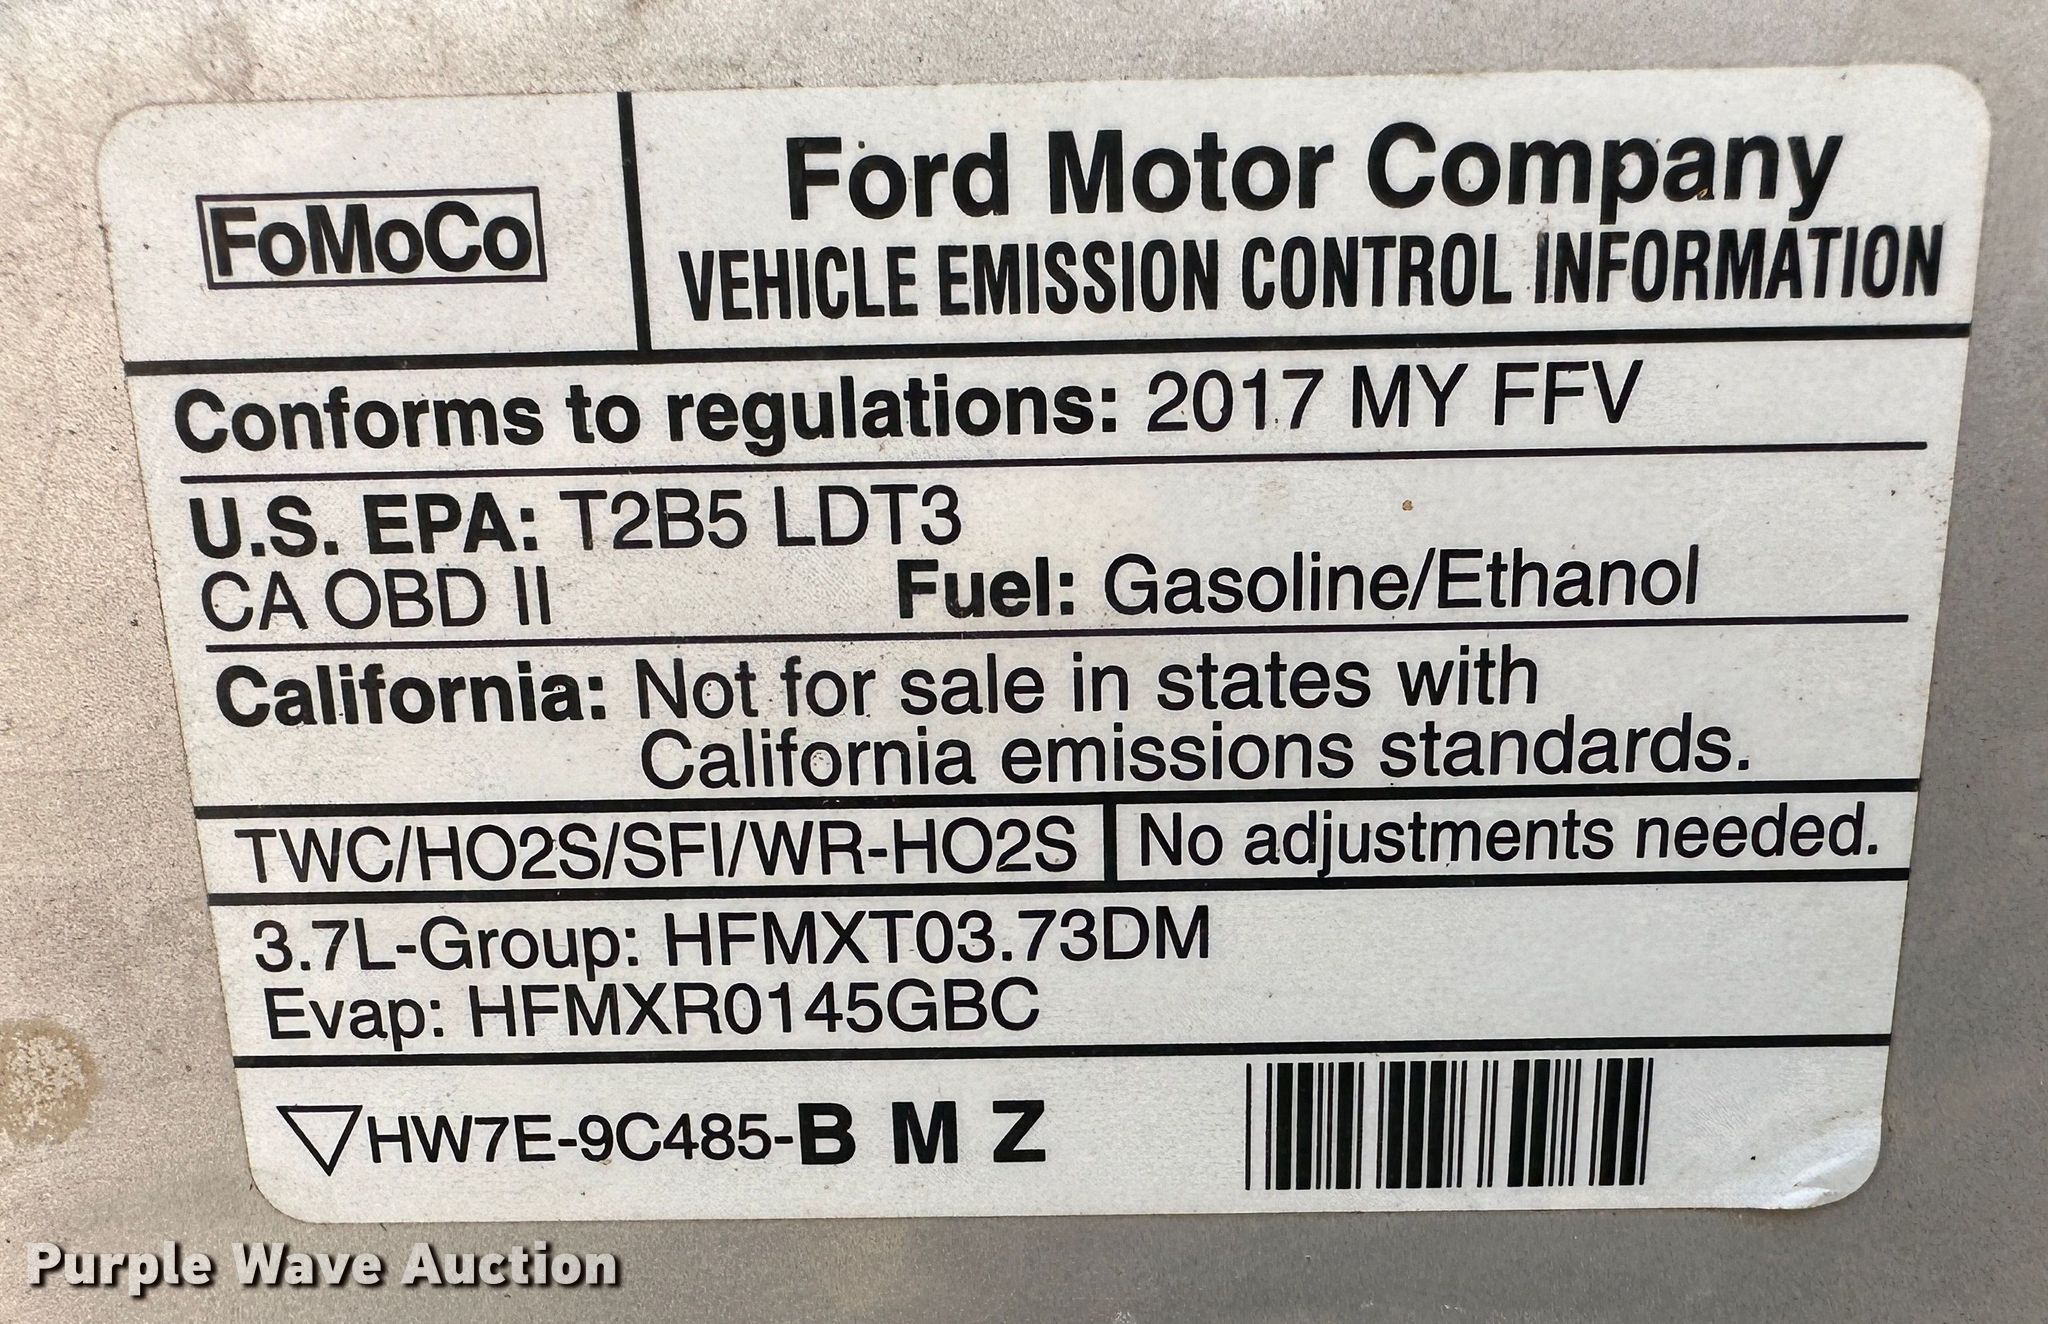 FoMoCo
Ford Motor Company
VEHICLE EMISSION CONTROL INFORMATION
Conforms to regulations: 2017 MY FFV
U.S. EPA: T2B5 LDT3
CA OBD II Fuel: Gasoline/Ethanol
California: Not for sale in states with
California emissions standards.
TWC/HO2S/SFI/WR-HO2S No adjustments needed.
3.7L-Group: HFMXT03.73DM
Evap: HFMXR0145GBC
HW7E-9C485-B M Z
Purple Wave Auction